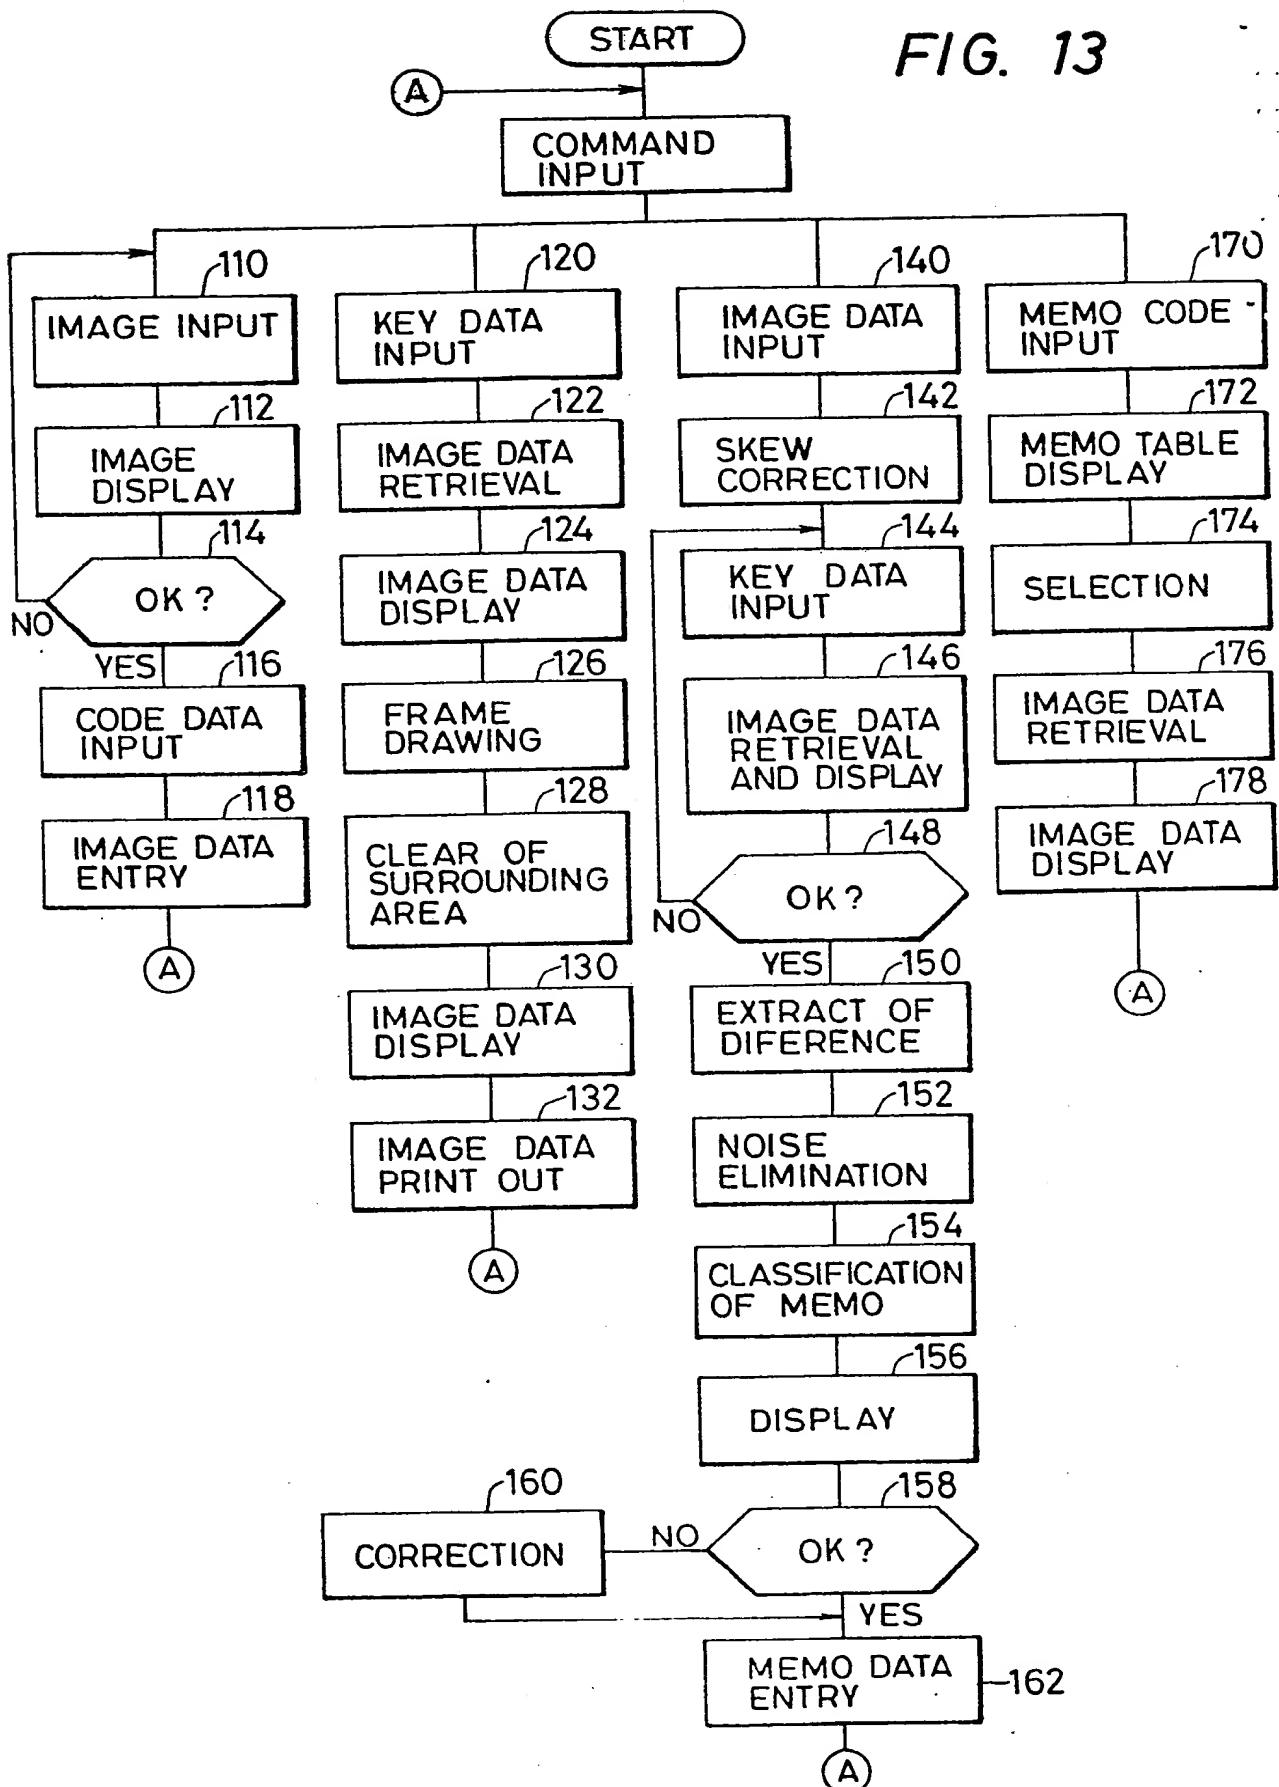 START
FIG. 13
A
COMMAND
INPUT
110
IMAGE INPUT
112
IMAGE
DISPLAY
114
OK?
NO
YES
116
CODE DATA
INPUT
118
IMAGE DATA
ENTRY
A
120
KEY DATA
INPUT
122
IMAGE DATA
RETRIEVAL
124
IMAGE DATA
DISPLAY
126
FRAME
DRAWING
128
CLEAR OF
SURROUNDING
AREA
130
IMAGE DATA
DISPLAY
132
IMAGE DATA
PRINT OUT
A
140
IMAGE DATA
INPUT
142
SKEW
CORRECTION
144
KEY DATA
INPUT
146
IMAGE DATA
RETRIEVAL
AND DISPLAY
148
OK?
NO
YES
150
EXTRACT OF
DIFERENCE
152
NOISE
ELIMINATION
154
CLASSIFICATION
OF MEMO
156
DISPLAY
158
OK?
NO
160
CORRECTION
YES
MEMO DATA
ENTRY
162
A
170
MEMO CODE
INPUT
172
MEMO TABLE
DISPLAY
174
SELECTION
176
IMAGE DATA
RETRIEVAL
178
IMAGE DATA
DISPLAY
A